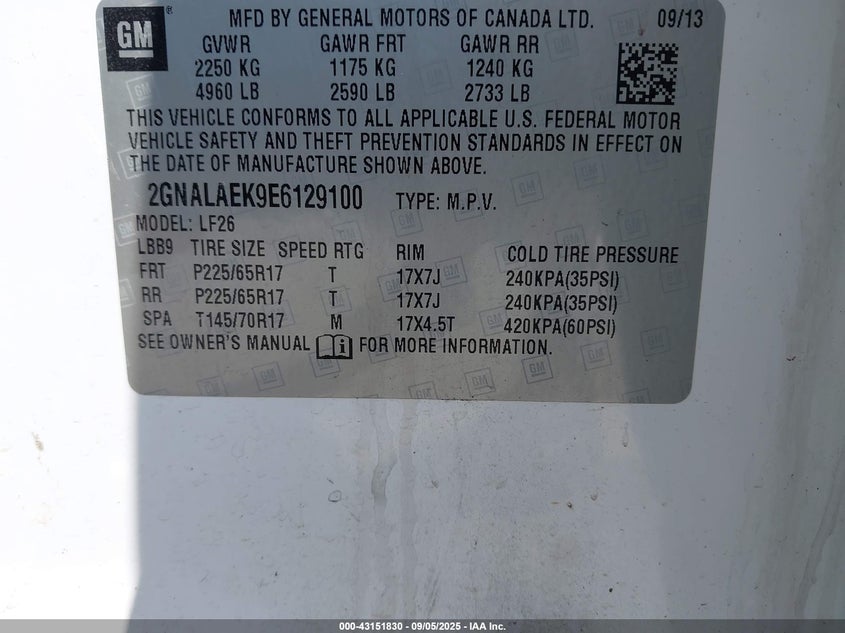 GM ®
MFD BY GENERAL MOTORS OF CANADA LTD. 09/13
GVWR GAWR FRT GAWR RR
2250 KG 1175 KG 1240 KG
4960 LB 2590 LB 2733 LB
THIS VEHICLE CONFORMS TO ALL APPLICABLE U.S. FEDERAL MOTOR
VEHICLE SAFETY AND THEFT PREVENTION STANDARDS IN EFFECT ON
THE DATE OF MANUFACTURE SHOWN ABOVE.
2GNALAEK9E6129100 TYPE: M.P.V.
MODEL: LF26
LBB9 TIRE SIZE SPEED RTG RIM COLD TIRE PRESSURE
FRT P225/65R17 T 17X7J 240KPA(35PSI)
RR P225/65R17 T 17X7J 240KPA(35PSI)
SPA T145/70R17 M 17X4.5T 420KPA(60PSI)
SEE OWNER'S MANUAL FOR MORE INFORMATION.
000-43151830 - 09/05/2025 - IAA Inc.